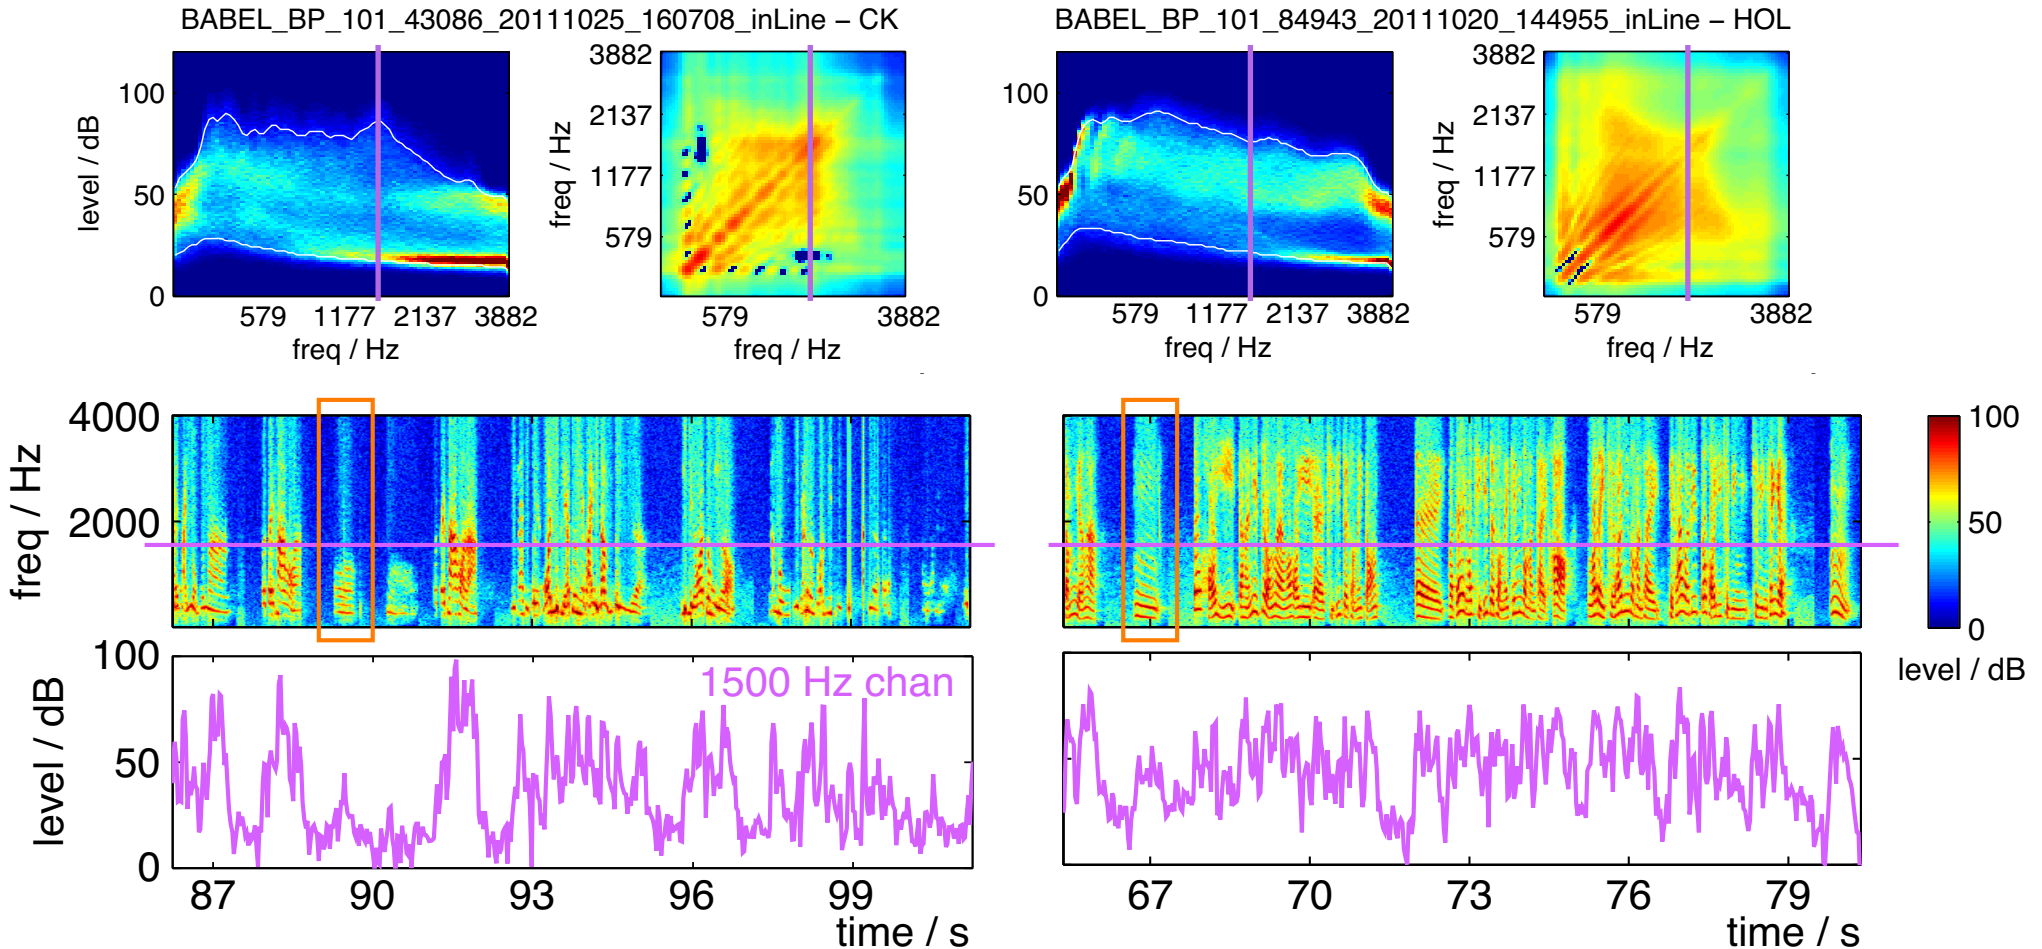 BABEL_BP_101_43086_20111025_160708_inLine – CK
BABEL_BP_101_84943_20111020_144955_inLine – HOL
level / dB
100
50
0
579 1177 2137 3882
freq / Hz
freq / Hz
3882
2137
1177
579
579 3882
freq / Hz
100
50
0
579 1177 2137 3882
freq / Hz
freq / Hz
3882
2137
1177
579
579 3882
freq / Hz
freq / Hz
4000
2000
100
50
0
level / dB
level / dB
100
50
0
1500 Hz chan
87 90 93 96 99
time / s
67 70 73 76 79
time / s